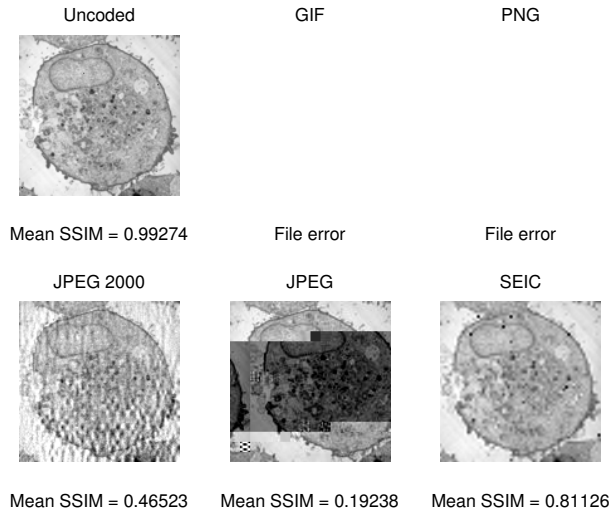 Uncoded GIF PNG
Mean SSIM = 0.99274 File error File error
JPEG 2000 JPEG SEIC
Mean SSIM = 0.46523 Mean SSIM = 0.19238 Mean SSIM = 0.81126